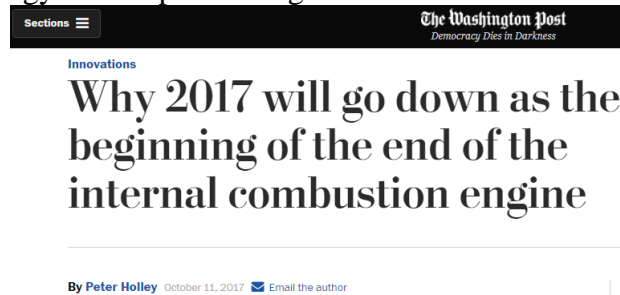 Sections
The Washington Post
Democracy Dies in Darkness
Innovations
Why 2017 will go down as the
beginning of the end of the
internal combustion engine
By Peter Holley October 11, 2017 Email the author